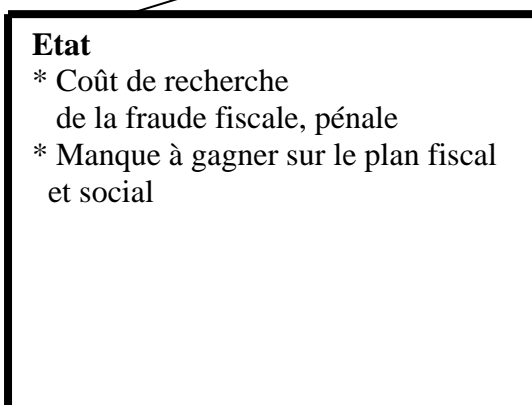 Etat
* Coût de recherche
de la fraude fiscale, pénale
* Manque à gagner sur le plan fiscal
et social